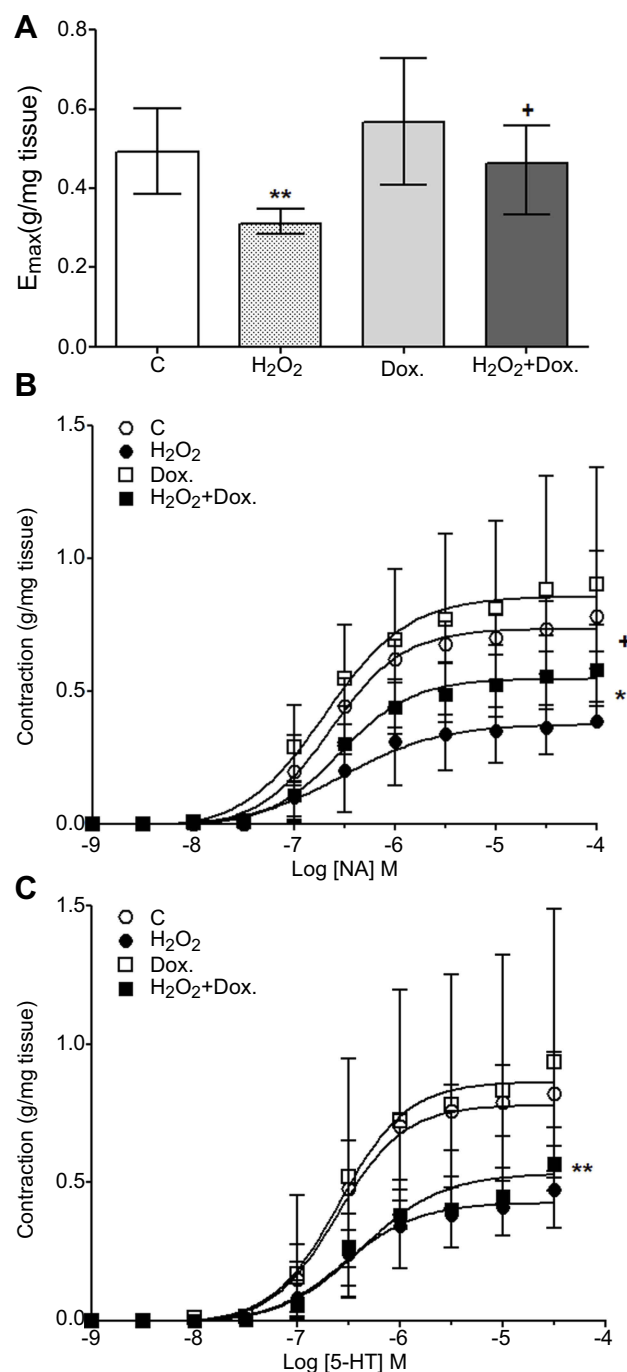 A
E_max(g/mg tissue)
0.8
0.6
0.4
0.2
0.0
**
+
C
H₂O₂
Dox.
H₂O₂+Dox.
B
Contraction (g/mg tissue)
1.5
1.0
0.5
0.0
C
H₂O₂
Dox.
H₂O₂+Dox.
+
*
-9
-8
-7
-6
-5
-4
Log [NA] M
C
Contraction (g/mg tissue)
1.5
1.0
0.5
0.0
C
H₂O₂
Dox.
H₂O₂+Dox.
**
-9
-8
-7
-6
-5
-4
Log [5-HT] M